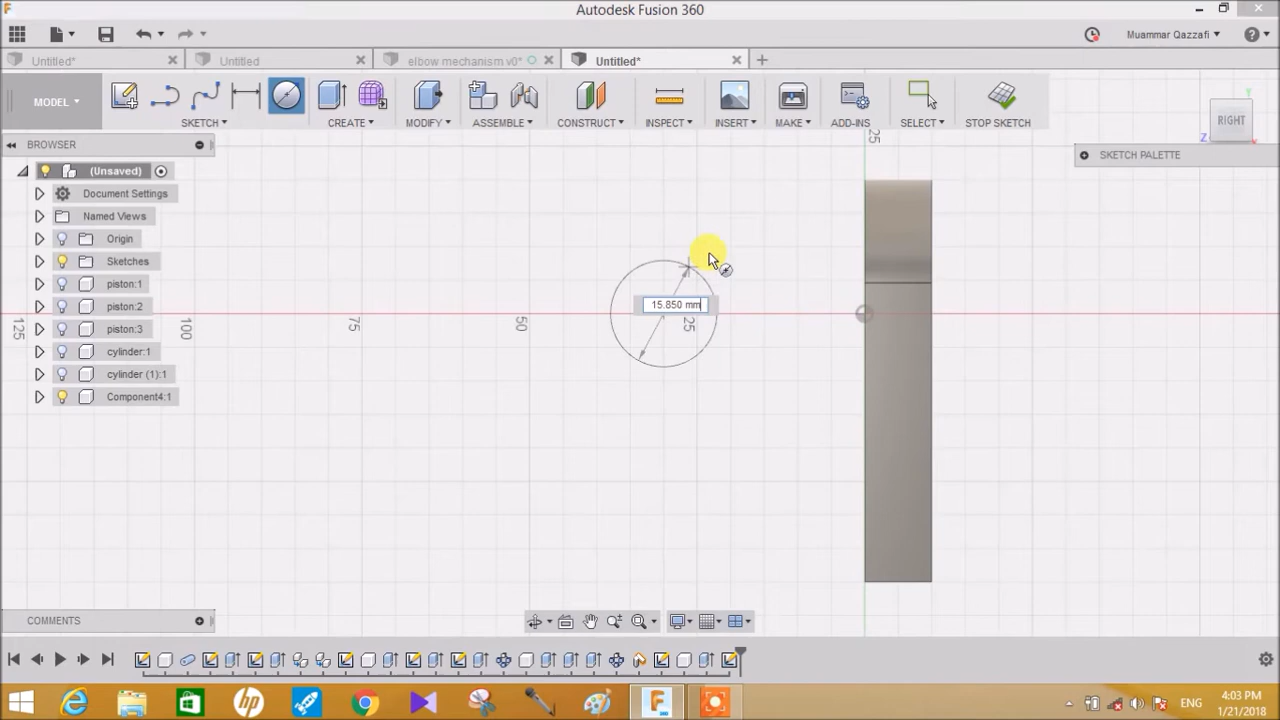 Autodesk Fusion 360
Muammar Qazzafi
Untitled*
Untitled
elbow mechanism v0*
Untitled*
MODEL
SKETCH
CREATE
MODIFY
ASSEMBLE
CONSTRUCT
INSPECT
INSERT
MAKE
ADD-INS
SELECT
STOP SKETCH
BROWSER
SKETCH PALETTE
RIGHT
Z
Y
25
(Unsaved)
Document Settings
Named Views
Origin
Sketches
piston:1
piston:2
piston:3
cylinder:1
cylinder (1):1
Component4:1
15.850 mm
125
100
75
50
25
COMMENTS
ENG
4:03 PM
1/21/2018